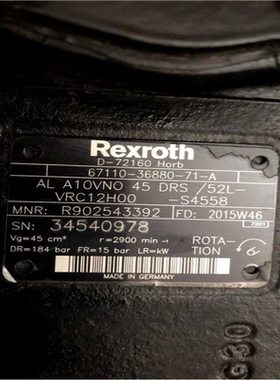 Rexroth
D-72160 Horb
67110-36880-71-A
AL A10VNO 45 DRS /52L-
VRC12H00 -S4558
MNR: R902543392 FD: 2015W46
SN: 34540978 7201
Vg=45 cm³ r=2900 min⁻¹ ROTA-
DR=184 bar FR=15 bar LR=kW TION
MADE IN GERMANY
G30